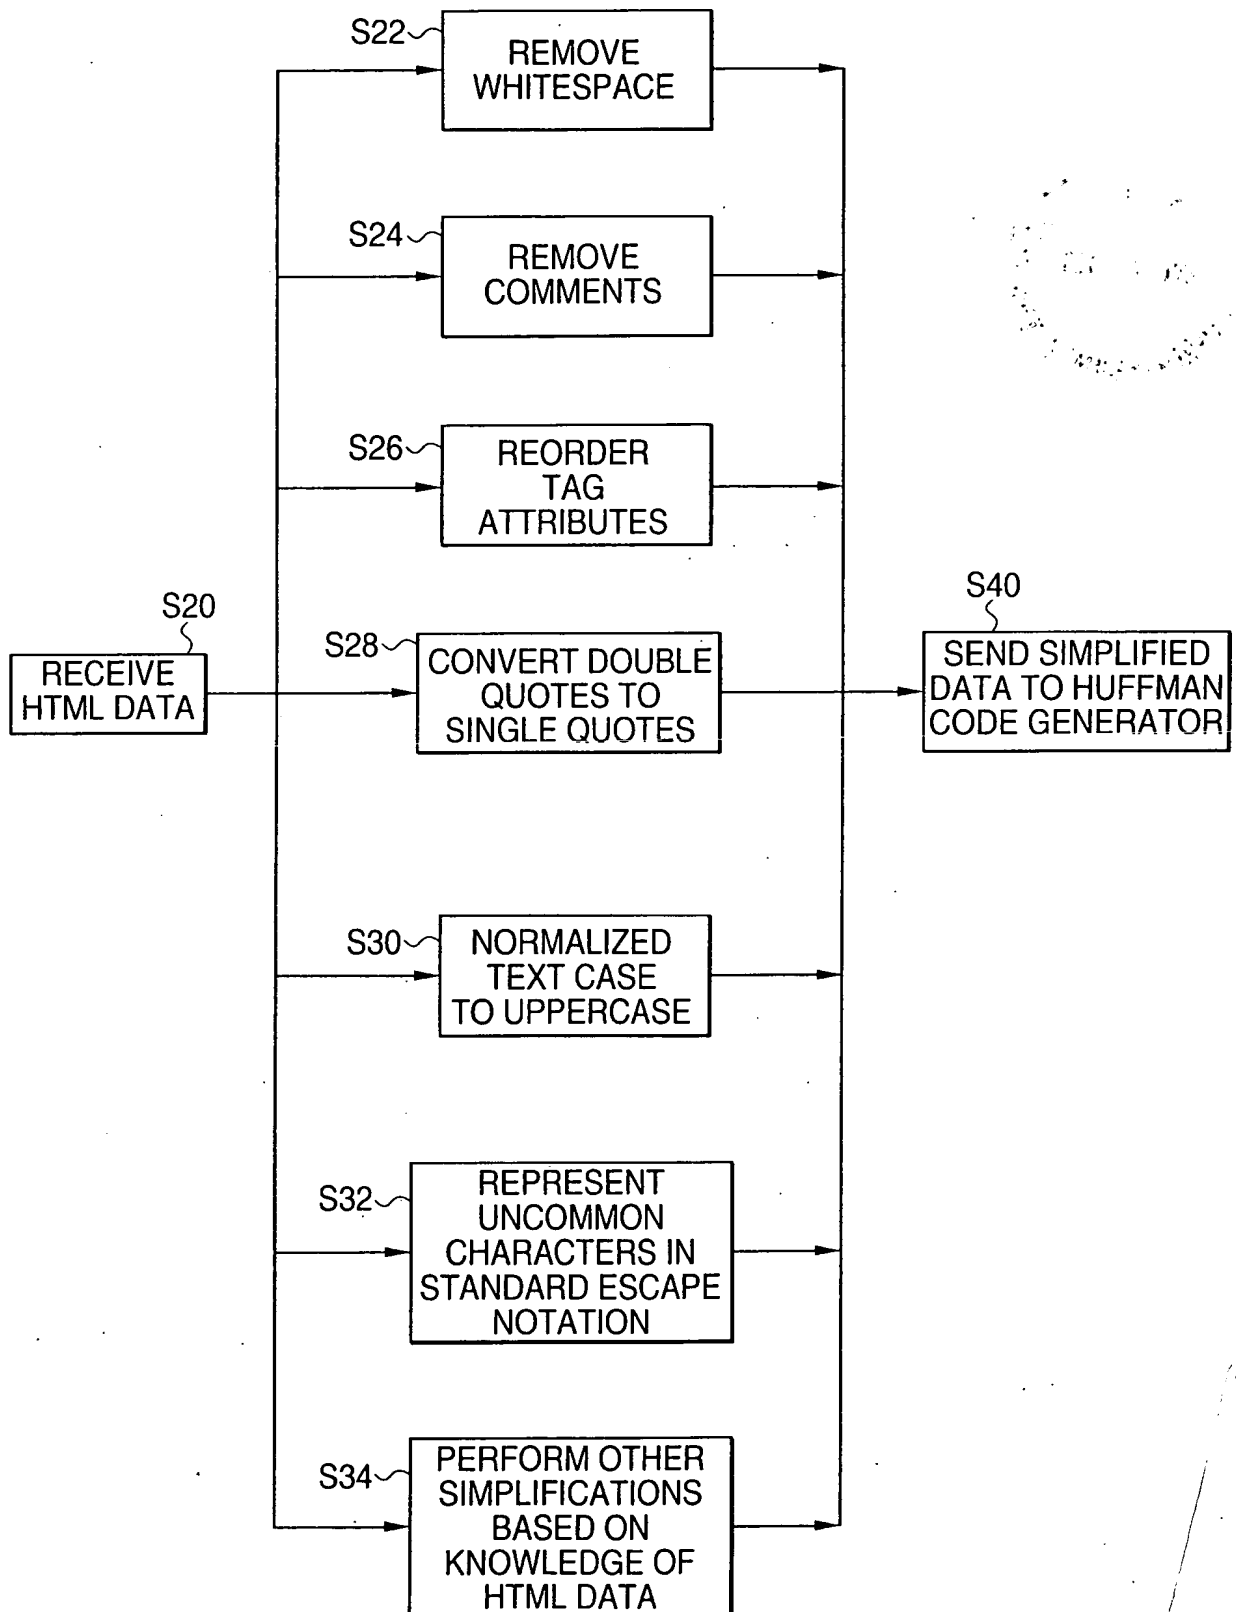 S22
REMOVE
WHITESPACE
S24
REMOVE
COMMENTS
S26
REORDER
TAG
ATTRIBUTES
S20
RECEIVE
HTML DATA
S28
CONVERT DOUBLE
QUOTES TO
SINGLE QUOTES
S40
SEND SIMPLIFIED
DATA TO HUFFMAN
CODE GENERATOR
S30
NORMALIZED
TEXT CASE
TO UPPERCASE
S32
REPRESENT
UNCOMMON
CHARACTERS IN
STANDARD ESCAPE
NOTATION
S34
PERFORM OTHER
SIMPLIFICATIONS
BASED ON
KNOWLEDGE OF
HTML DATA